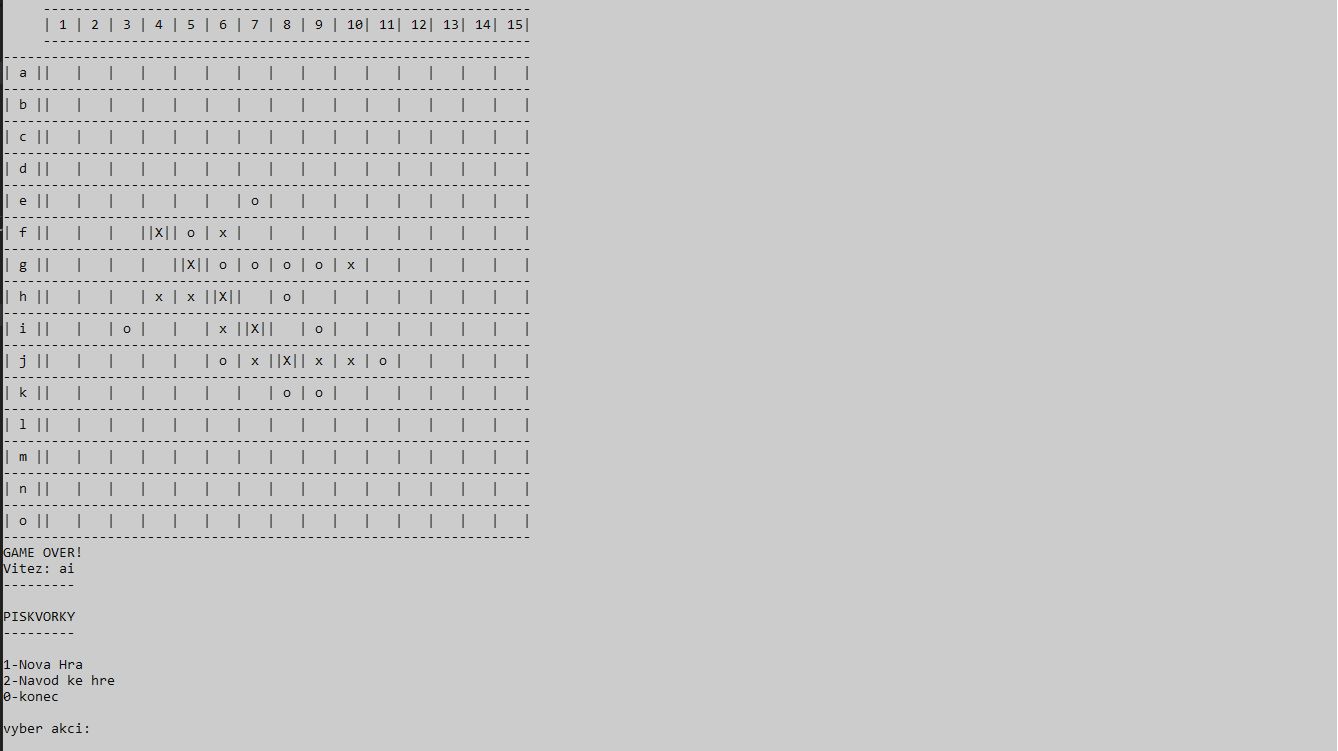 | 1 | 2 | 3 | 4 | 5 | 6 | 7 | 8 | 9 | 10| 11| 12| 13| 14| 15|
| a || | | | | | | | | | | | | | | |
| b || | | | | | | | | | | | | | | |
| c || | | | | | | | | | | | | | | |
| d || | | | | | | | | | | | | | | |
| e || | | | | | | o | | | | | | | | |
| f || | | ||X|| o | x | | | | | | | | | |
| g || | | | ||X|| o | o | o | o | x | | | | | |
| h || | | | x | x ||X|| | o | | | | | | | |
| i || | | o | | | x ||X|| | o | | | | | | |
| j || | | | | | o | x ||X|| x | x | o | | | | |
| k || | | | | | | | o | o | | | | | | |
| l || | | | | | | | | | | | | | | |
| m || | | | | | | | | | | | | | | |
| n || | | | | | | | | | | | | | | |
| o || | | | | | | | | | | | | | | |
GAME OVER!
Vitez: ai
---------
PISKVORKY
---------
1-Nova Hra
2-Navod ke hre
0-konec
vyber akci: